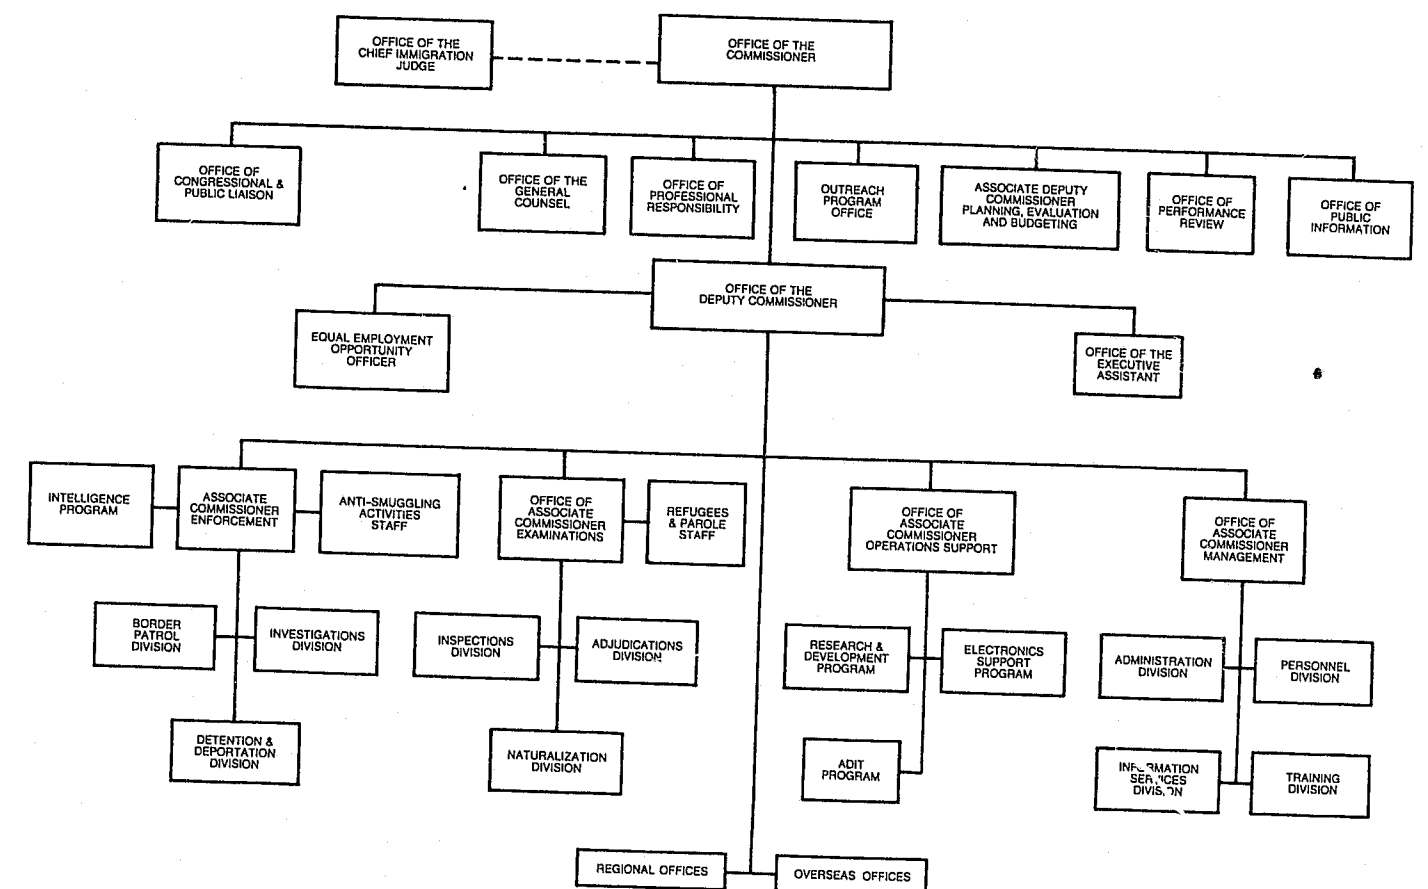 OFFICE OF THE
CHIEF IMMIGRATION
JUDGE
OFFICE OF THE
COMMISSIONER
OFFICE OF
CONGRESSIONAL &
PUBLIC LIAISON
OFFICE OF THE
GENERAL
COUNSEL
OFFICE OF
PROFESSIONAL
RESPONSIBILITY
OUTREACH
PROGRAM
OFFICE
ASSOCIATE DEPUTY
COMMISSIONER
PLANNING, EVALUATION
AND BUDGETING
OFFICE OF
PERFORMANCE
REVIEW
OFFICE OF
PUBLIC
INFORMATION
OFFICE OF THE
DEPUTY COMMISSIONER
EQUAL EMPLOYMENT
OPPORTUNITY
OFFICER
OFFICE OF THE
EXECUTIVE
ASSISTANT
INTELLIGENCE
PROGRAM
ASSOCIATE
COMMISSIONER
ENFORCEMENT
ANTI-SMUGGLING
ACTIVITIES
STAFF
OFFICE OF
ASSOCIATE
COMMISSIONER
EXAMINATIONS
REFUGEES
& PAROLE
STAFF
OFFICE OF
ASSOCIATE
COMMISSIONER
OPERATIONS SUPPORT
OFFICE OF
ASSOCIATE
COMMISSIONER
MANAGEMENT
BORDER
PATROL
DIVISION
INVESTIGATIONS
DIVISION
INSPECTIONS
DIVISION
ADJUDICATIONS
DIVISION
RESEARCH &
DEVELOPMENT
PROGRAM
ELECTRONICS
SUPPORT
PROGRAM
ADMINISTRATION
DIVISION
PERSONNEL
DIVISION
DETENTION &
DEPORTATION
DIVISION
NATURALIZATION
DIVISION
ADIT
PROGRAM
INFORMATION
SERVICES
DIVISION
TRAINING
DIVISION
REGIONAL OFFICES
OVERSEAS OFFICES